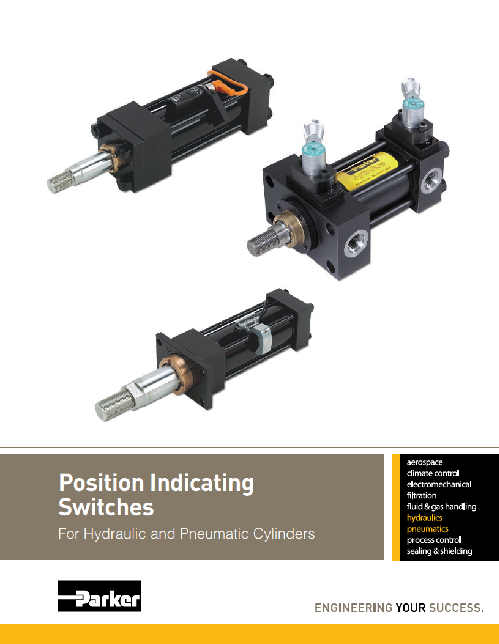 Parker
Position Indicating
Switches
For Hydraulic and Pneumatic Cylinders
aerospace
climate control
electromechanical
filtration
fluid & gas handling
hydraulics
pneumatics
process control
sealing & shielding
Parker
ENGINEERING YOUR SUCCESS.